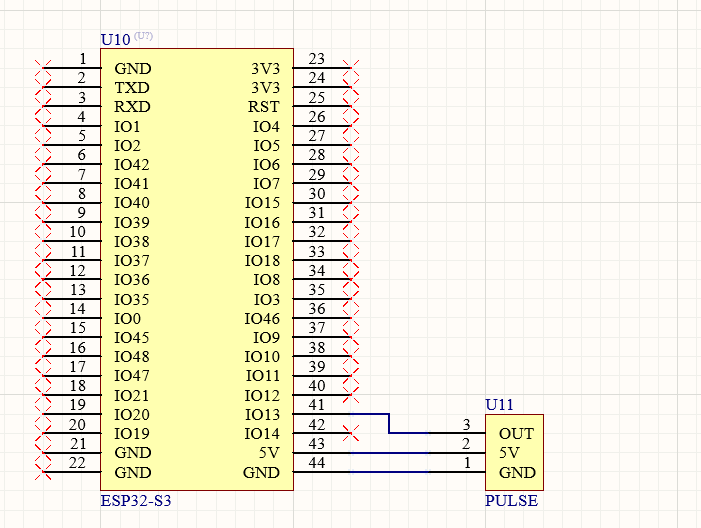 U10 (U?)
1 GND 3V3 23
2 TXD 3V3 24
3 RXD RST 25
4 IO1 IO4 26
5 IO2 IO5 27
6 IO42 IO6 28
7 IO41 IO7 29
8 IO40 IO15 30
9 IO39 IO16 31
10 IO38 IO17 32
11 IO37 IO18 33
12 IO36 IO8 34
13 IO35 IO3 35
14 IO0 IO46 36
15 IO45 IO9 37
16 IO48 IO10 38
17 IO47 IO11 39
18 IO21 IO12 40
19 IO20 IO13 41
20 IO19 IO14 42
21 GND 5V 43
22 GND GND 44
ESP32-S3
U11
3 OUT
2 5V
1 GND
PULSE